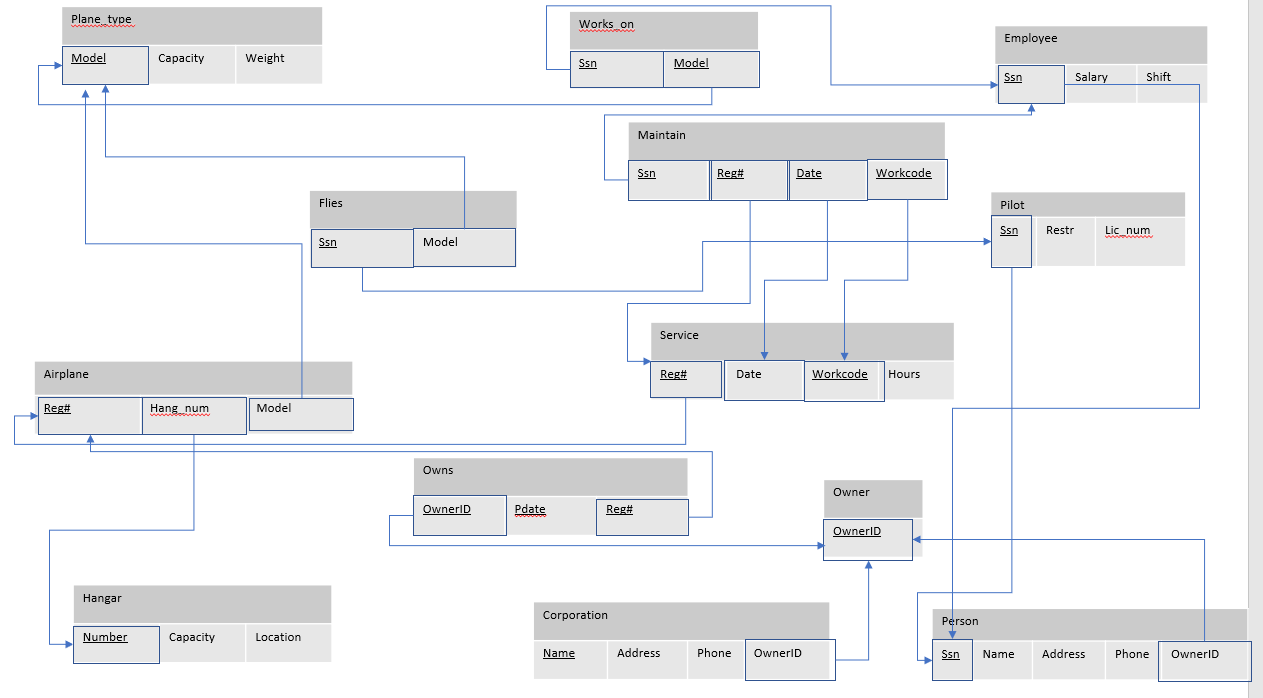 Plane_type
Model Capacity Weight
Works_on
Ssn Model
Employee
Ssn Salary Shift
Maintain
Ssn Reg# Date Workcode
Flies
Ssn Model
Pilot
Ssn Restr Lic_num
Service
Reg# Date Workcode Hours
Airplane
Reg# Hang_num Model
Owns
OwnerID Pdate Reg#
Owner
OwnerID
Hangar
Number Capacity Location
Corporation
Name Address Phone OwnerID
Person
Ssn Name Address Phone OwnerID